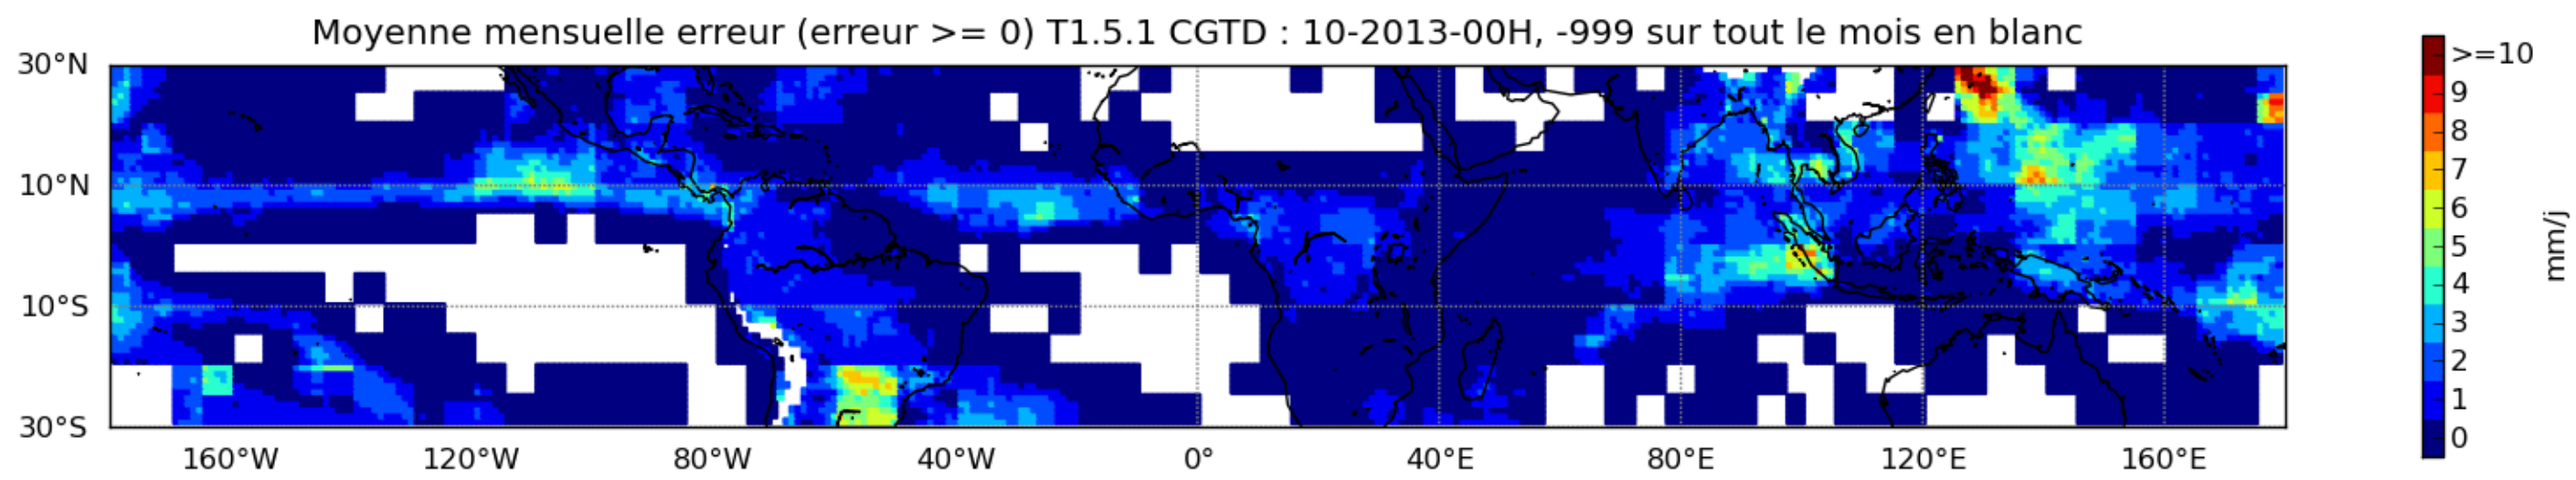 Moyenne mensuelle erreur (erreur >= 0) T1.5.1 CGTD : 10-2013-00H, -999 sur tout le mois en blanc
30°N
10°N
10°S
30°S
160°W 120°W 80°W 40°W 0° 40°E 80°E 120°E 160°E
>=10
9
8
7
6
5
4
3
2
1
0
mm/j